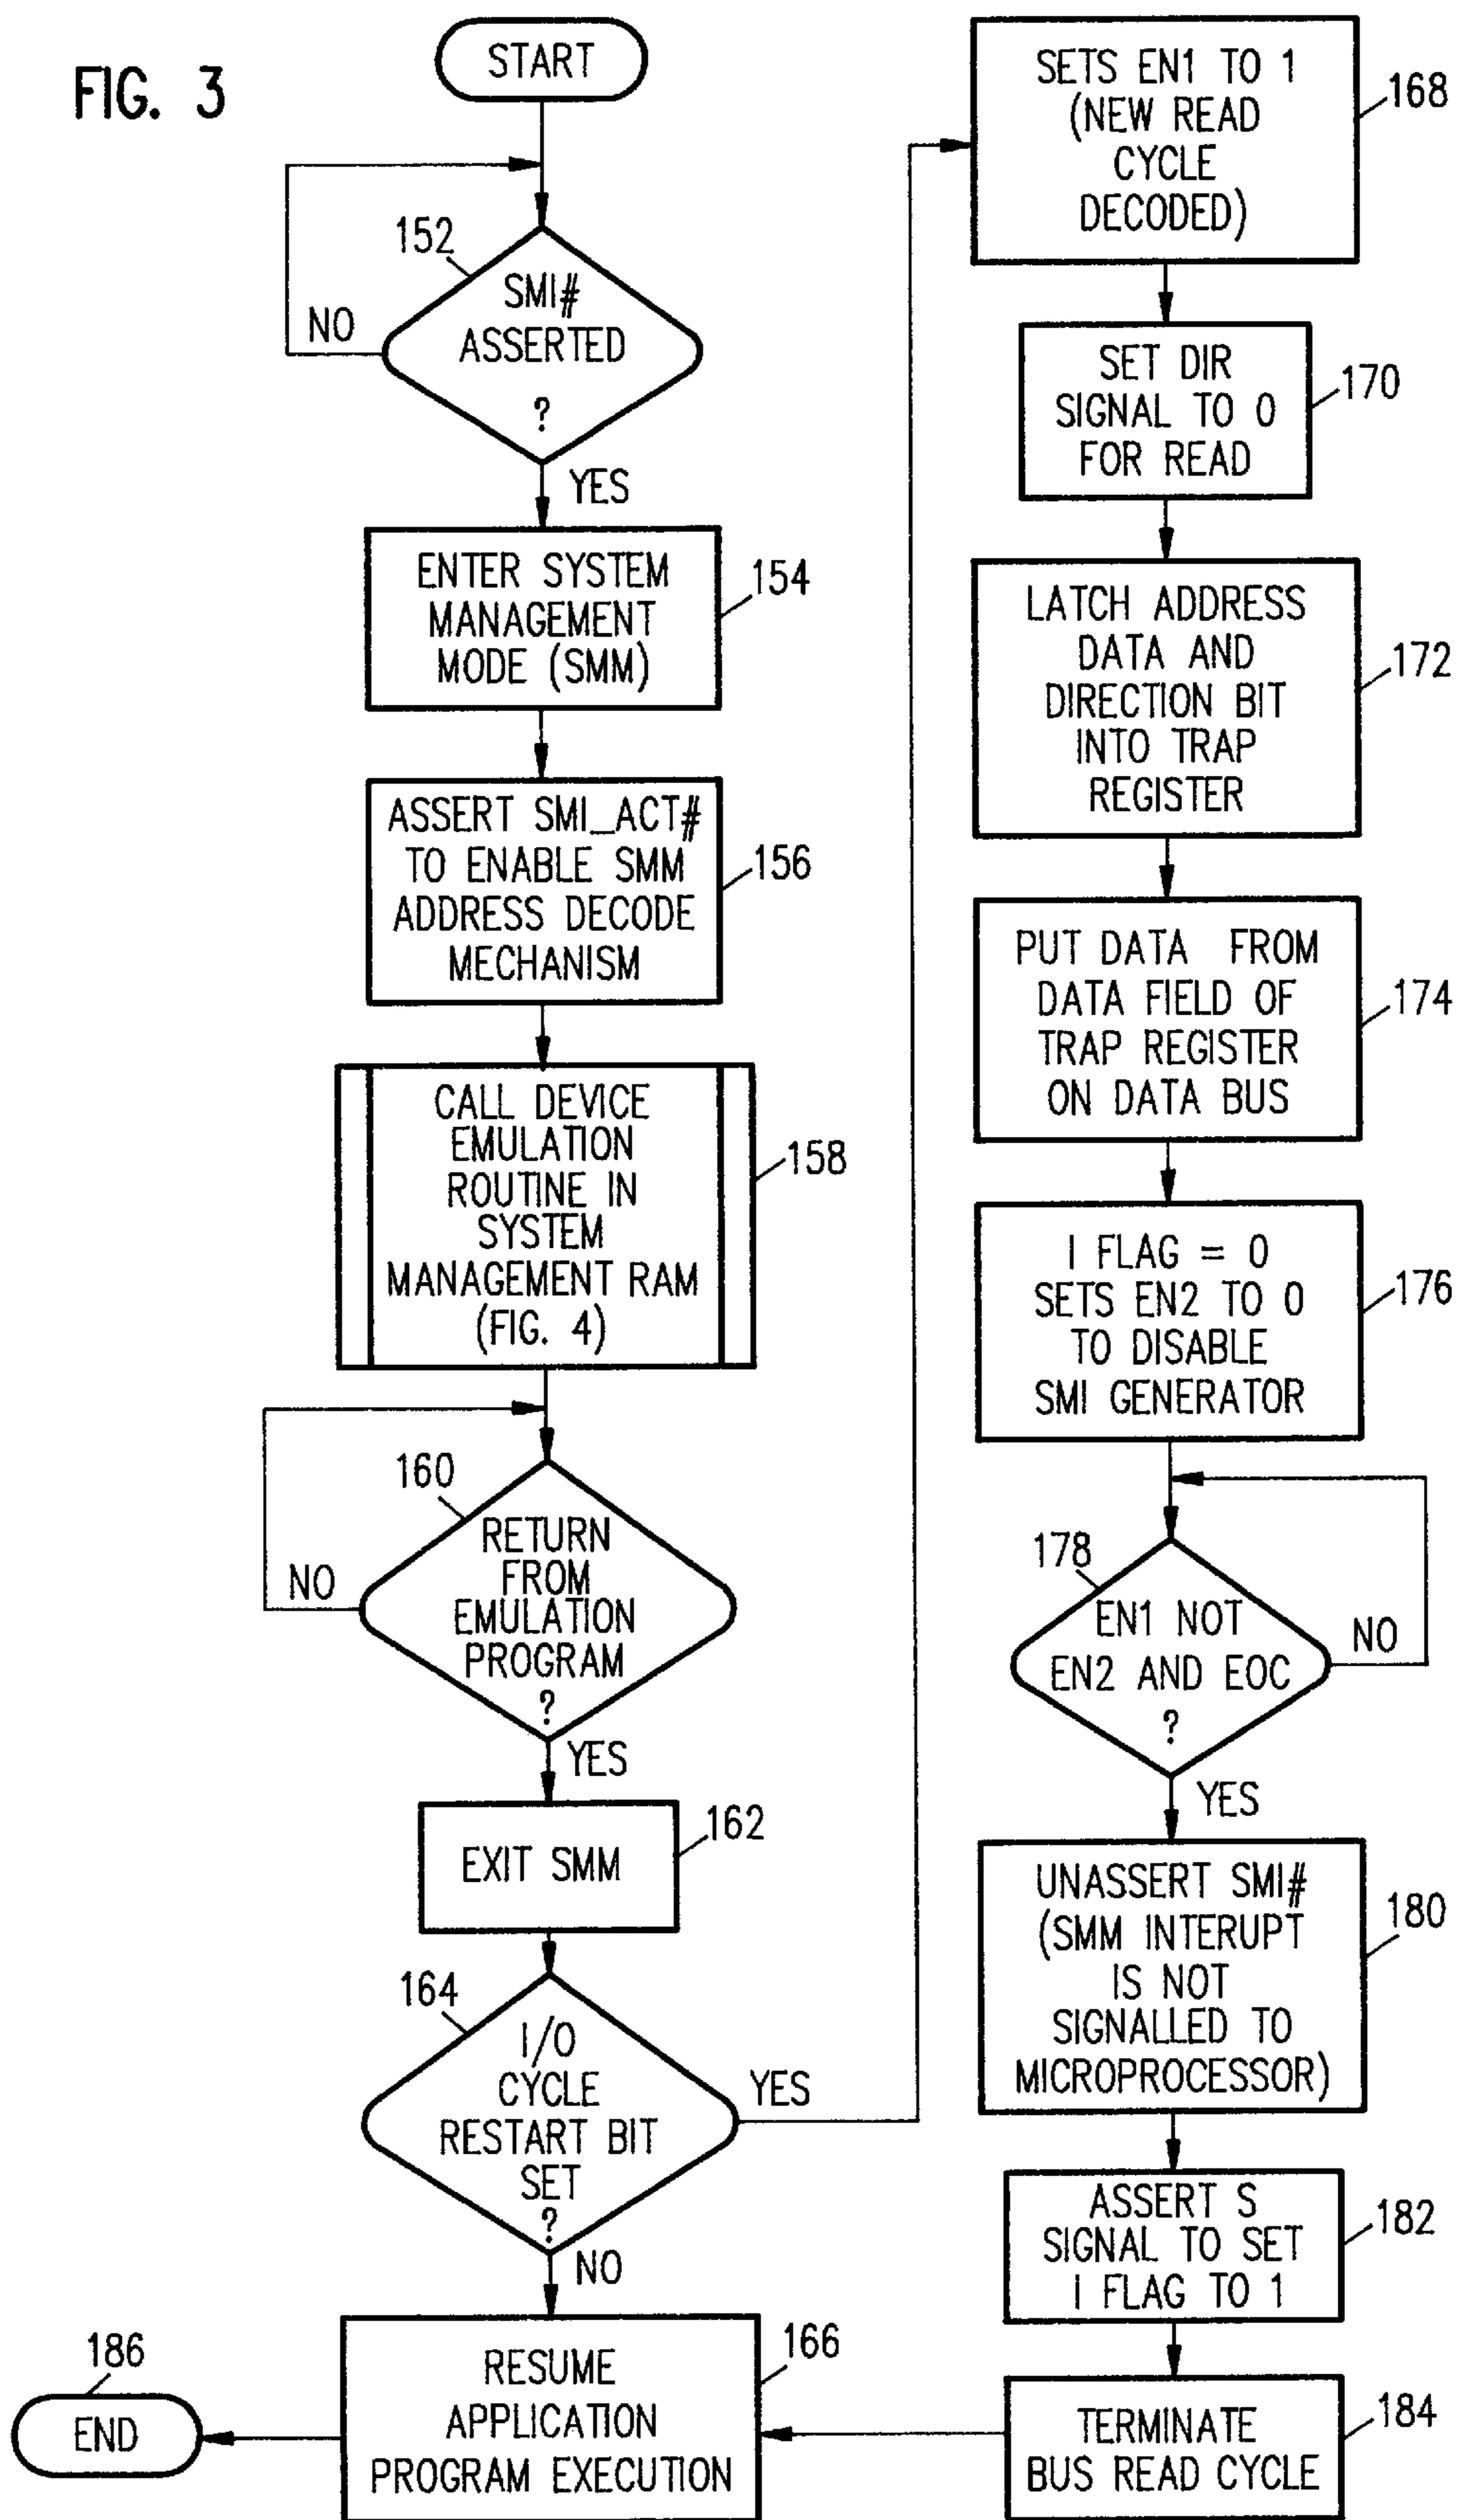 FIG. 3
START
152
SMI#
ASSERTED
?
NO
YES
ENTER SYSTEM
MANAGEMENT
MODE (SMM)
154
ASSERT SMI_ACT#
TO ENABLE SMM
ADDRESS DECODE
MECHANISM
156
CALL DEVICE
EMULATION
ROUTINE IN
SYSTEM
MANAGEMENT RAM
(FIG. 4)
158
160
RETURN
FROM
EMULATION
PROGRAM
?
NO
YES
EXIT SMM
162
164
I/O
CYCLE
RESTART BIT
SET
?
YES
NO
RESUME
APPLICATION
PROGRAM EXECUTION
166
186
END
SETS EN1 TO 1
(NEW READ
CYCLE
DECODED)
168
SET DIR
SIGNAL TO 0
FOR READ
170
LATCH ADDRESS
DATA AND
DIRECTION BIT
INTO TRAP
REGISTER
172
PUT DATA FROM
DATA FIELD OF
TRAP REGISTER
ON DATA BUS
174
I FLAG = 0
SETS EN2 TO 0
TO DISABLE
SMI GENERATOR
176
178
EN1 NOT
EN2 AND EOC
?
NO
YES
UNASSERT SMI#
(SMM INTERUPT
IS NOT
SIGNALLED TO
MICROPROCESSOR)
180
ASSERT S
SIGNAL TO SET
I FLAG TO 1
182
TERMINATE
BUS READ CYCLE
184